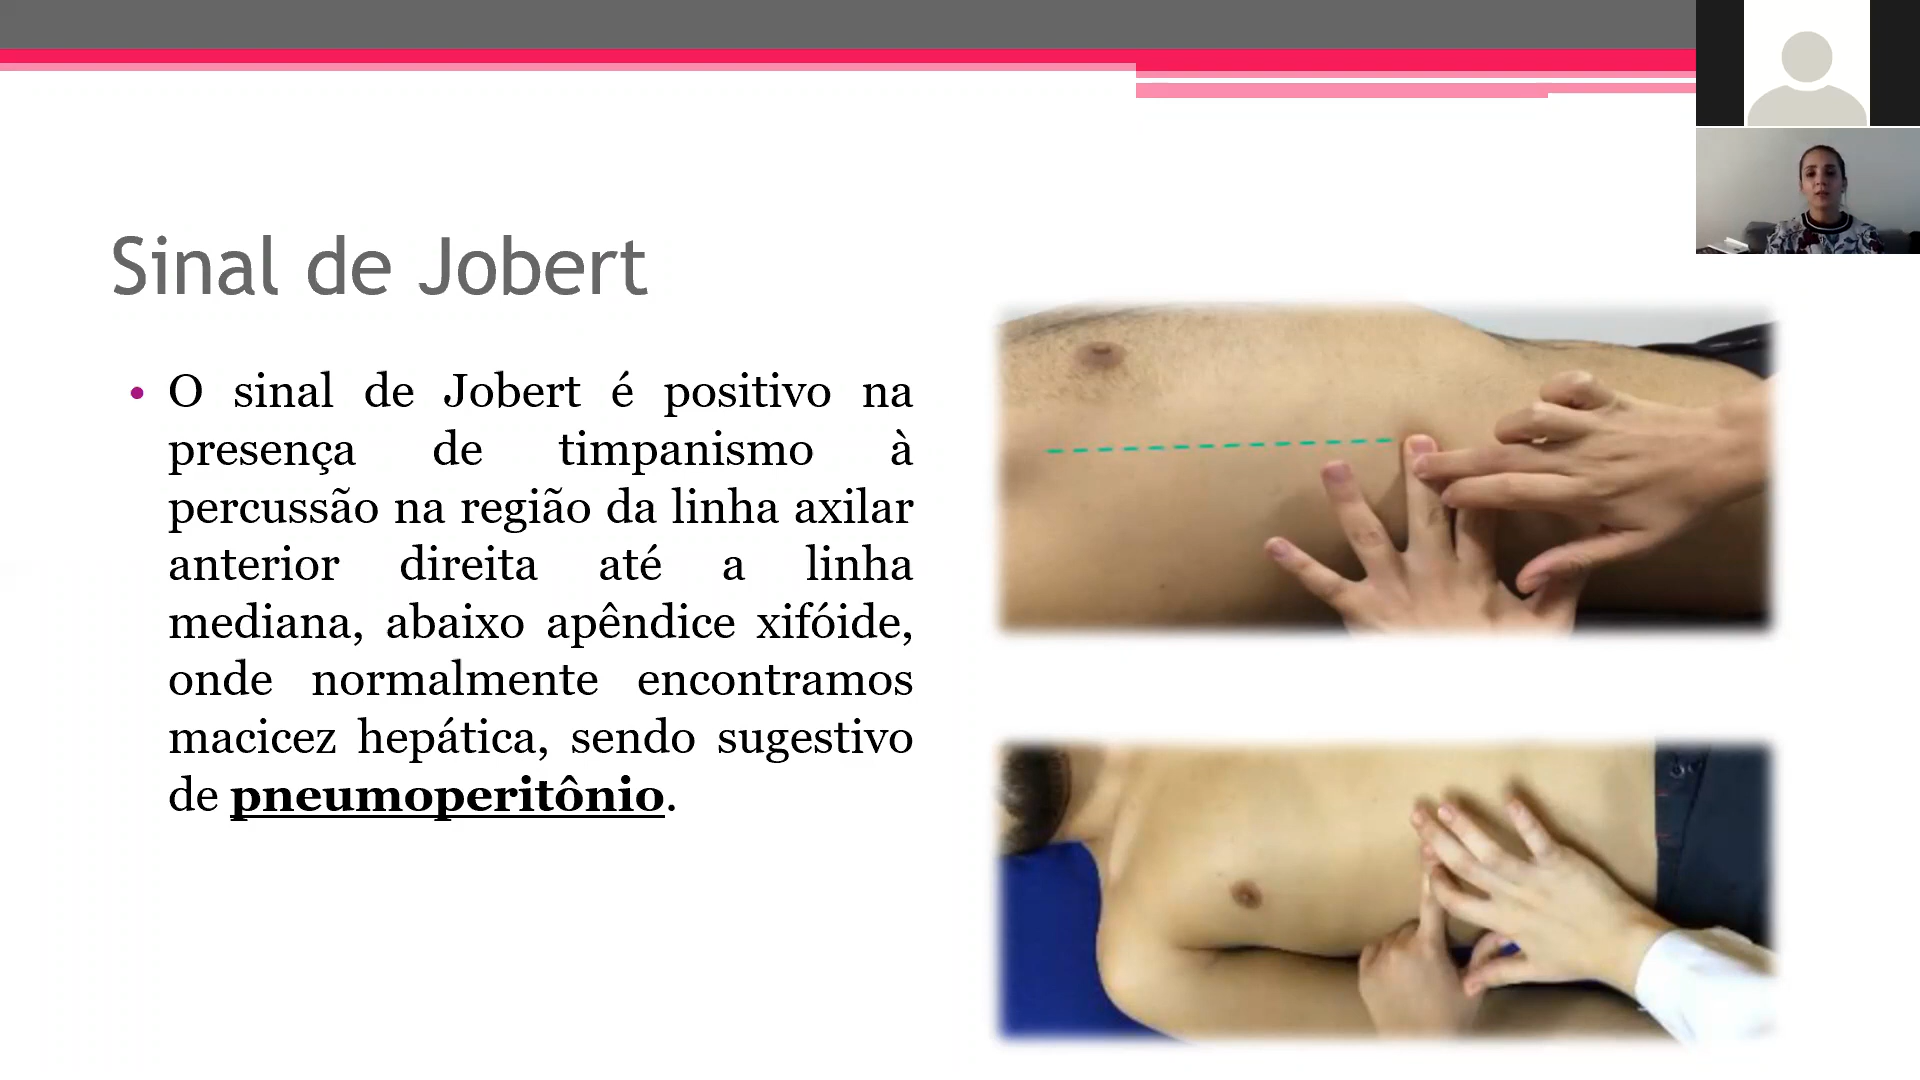 Sinal de Jobert
• O sinal de Jobert é positivo na
presença de timpanismo à
percussão na região da linha axilar
anterior direita até a linha
mediana, abaixo apêndice xifóide,
onde normalmente encontramos
macicez hepática, sendo sugestivo
de pneumoperitônio.